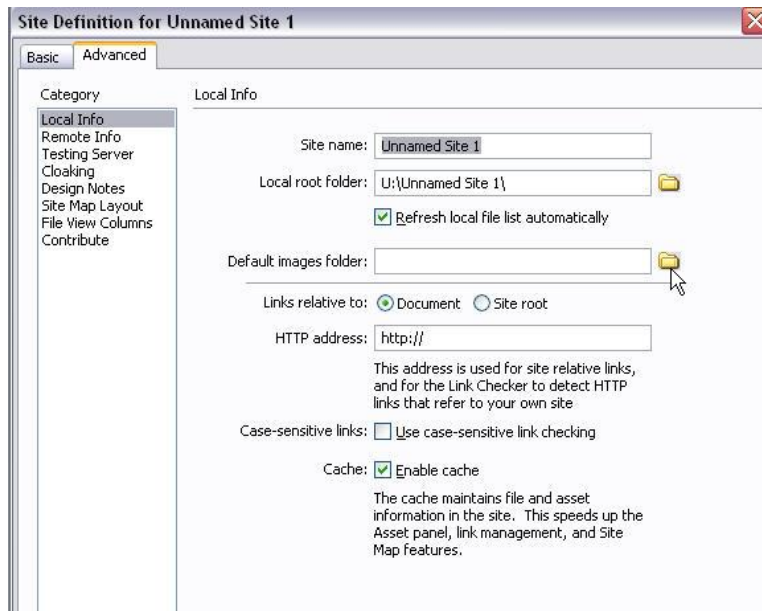 Site Definition for Unnamed Site 1
Basic
Advanced
Category
Local Info
Remote Info
Testing Server
Cloaking
Design Notes
Site Map Layout
File View Columns
Contribute
Local Info
Site name: Unnamed Site 1
Local root folder: U:\Unnamed Site 1\
Refresh local file list automatically
Default images folder:
Links relative to: Document Site root
HTTP address: http://
This address is used for site relative links,
and for the Link Checker to detect HTTP
links that refer to your own site
Case-sensitive links: Use case-sensitive link checking
Cache: Enable cache
The cache maintains file and asset
information in the site. This speeds up the
Asset panel, link management, and Site
Map features.